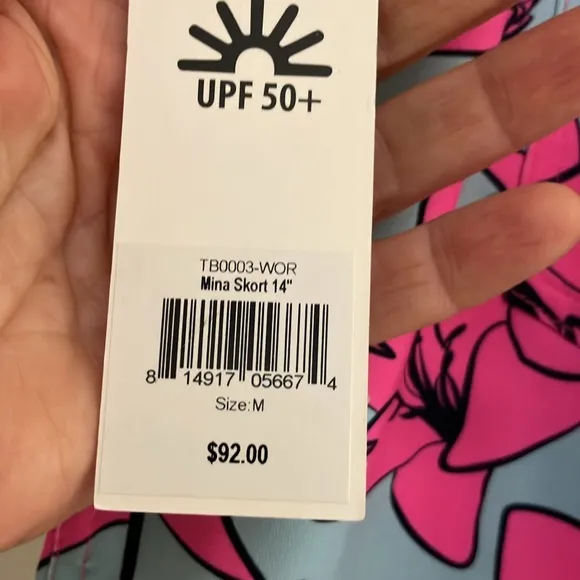 UPF 50+
TB0003-WOR
Mina Skort 14"
8 14917 05667 4
Size:M
$92.00